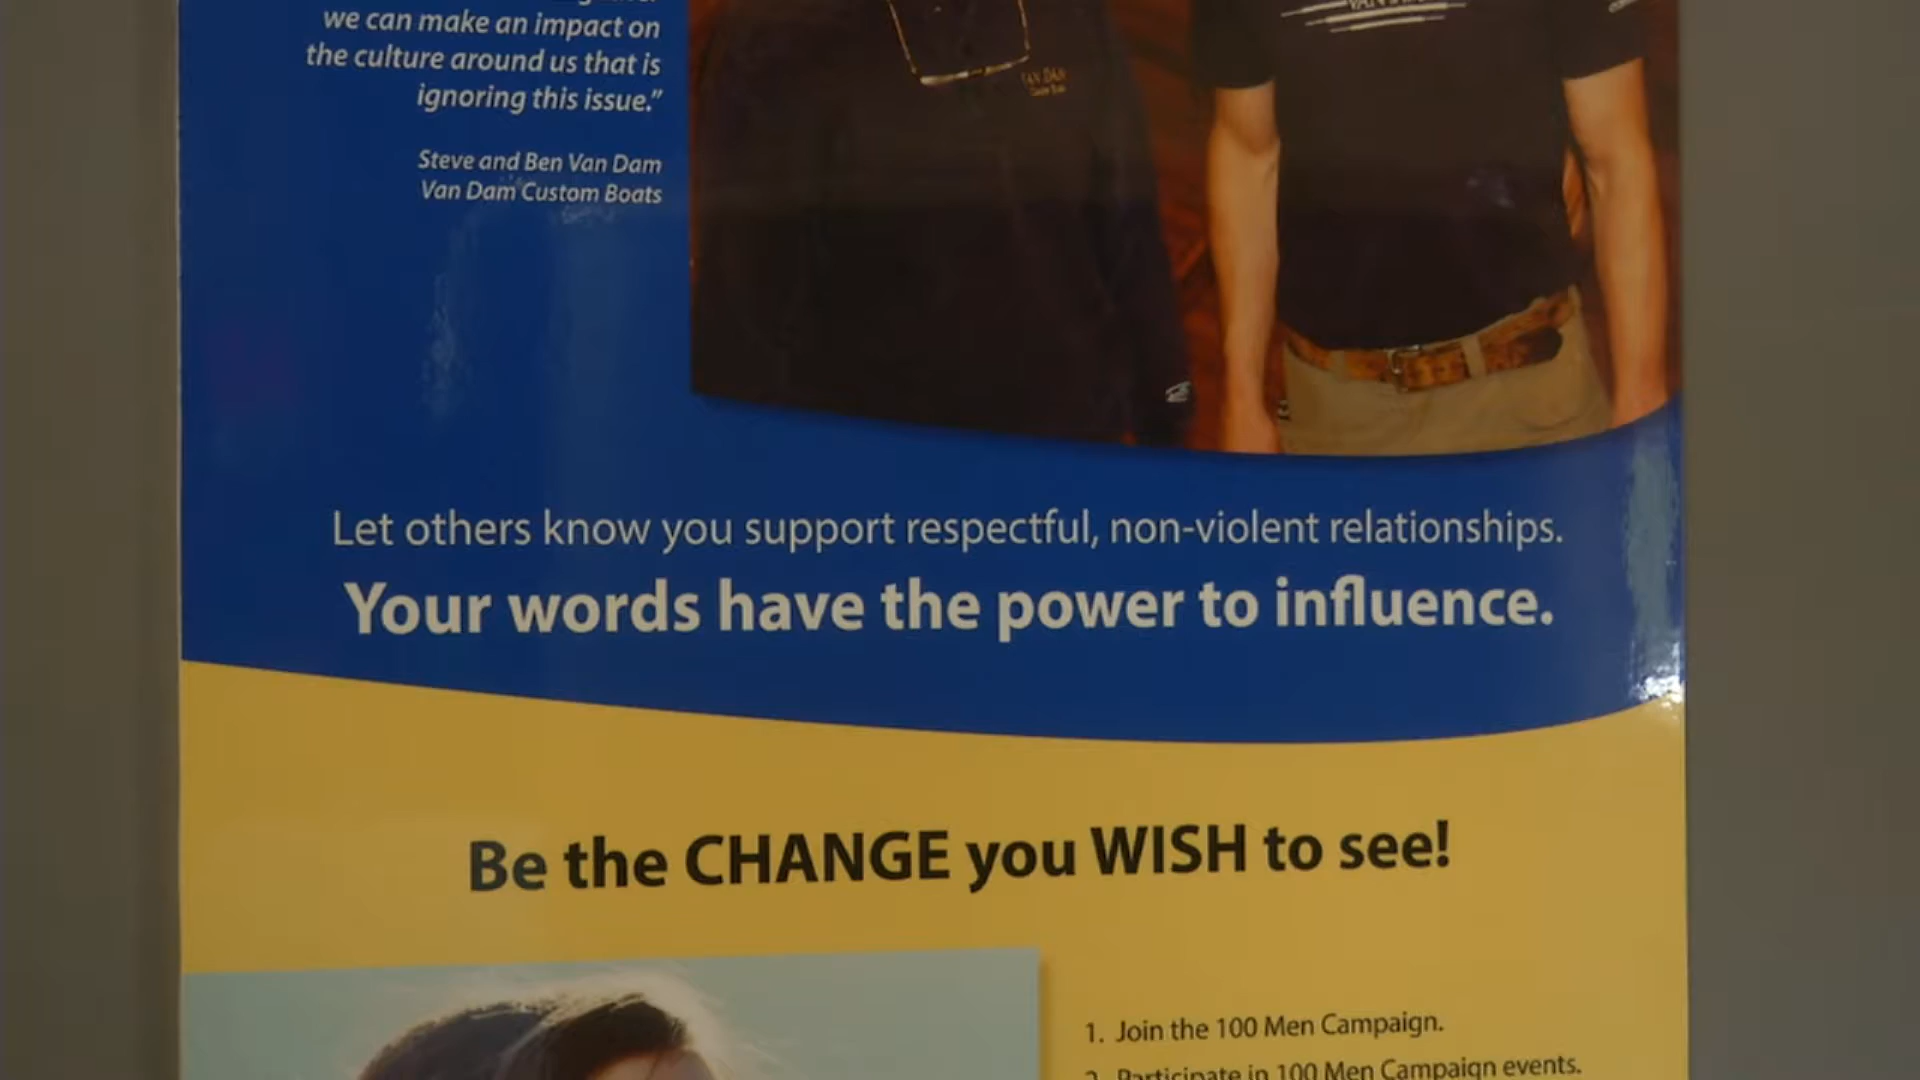 we can make an impact on
the culture around us that is
ignoring this issue."
Steve and Ben Van Dam
Van Dam Custom Boats
VAN DAM
Let others know you support respectful, non-violent relationships.
Your words have the power to influence.
Be the CHANGE you WISH to see!
1. Join the 100 Men Campaign.
2. Participate in 100 Men Campaign events.